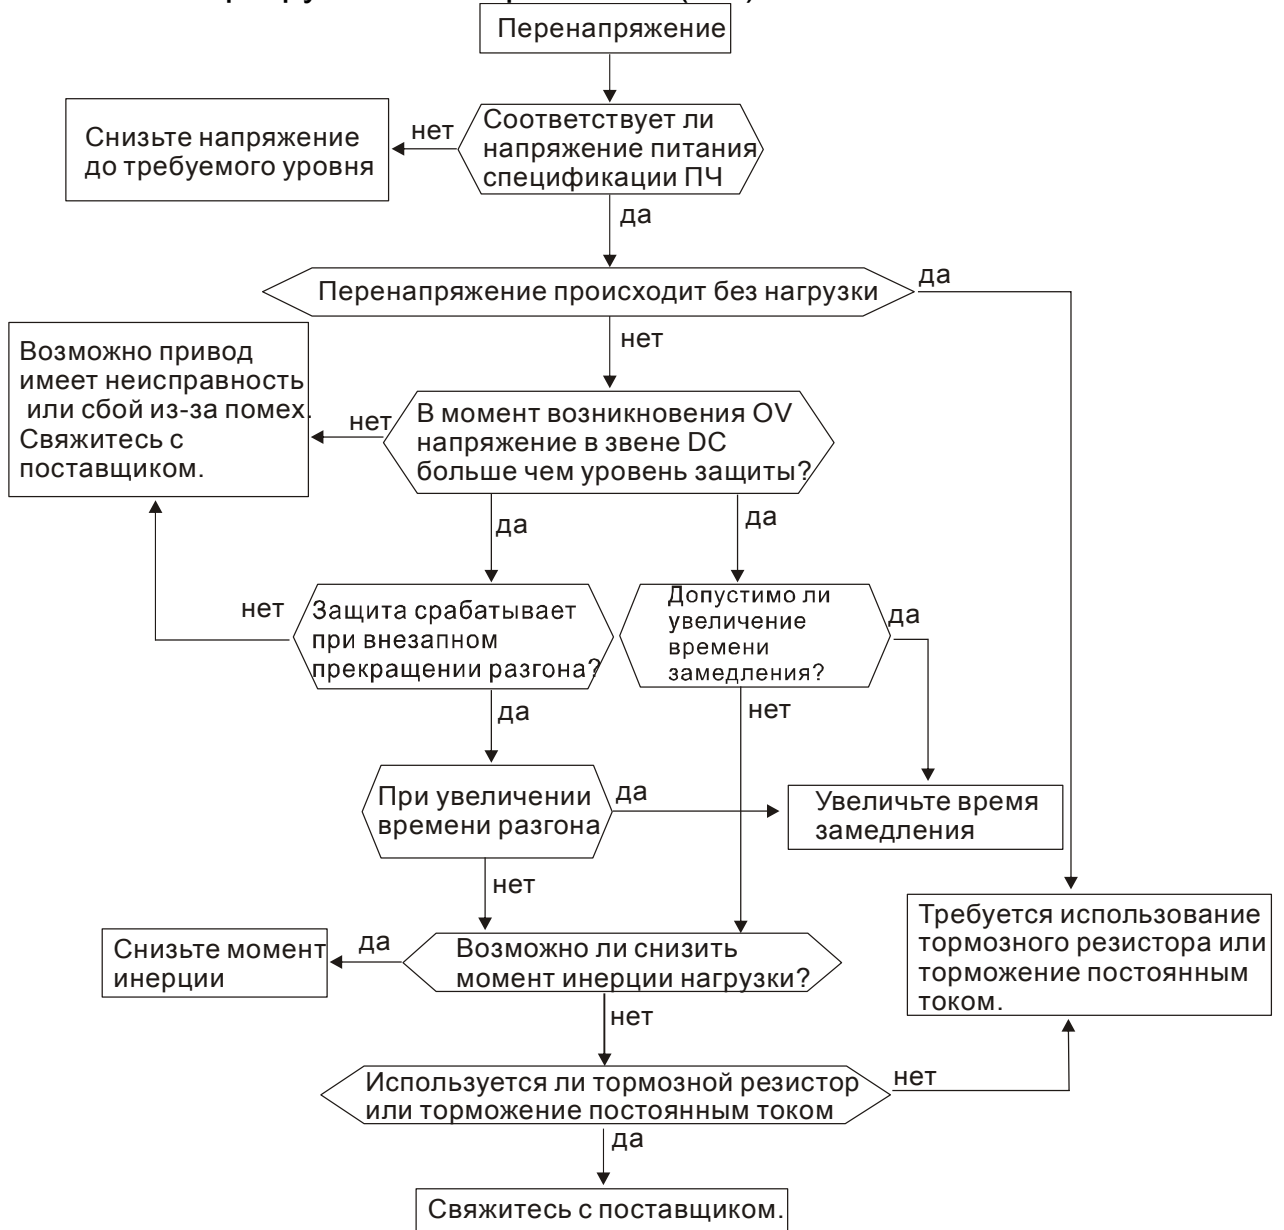 Перенапряжение
Соответствует ли
напряжение питания
спецификации ПЧ
нет
Снизьте напряжение
до требуемого уровня
да
Перенапряжение происходит без нагрузки
да
нет
Возможно привод
имеет неисправность
или сбой из-за помех.
Свяжитесь с
поставщиком.
нет
В момент возникновения OV
напряжение в звене DC
больше чем уровень защиты?
да
да
нет
Защита срабатывает
при внезапном
прекращении разгона?
Допустимо ли
увеличение
времени
замедления?
да
да
нет
При увеличении
времени разгона
да
Увеличьте время
замедления
нет
Требуется использование
тормозного резистора или
торможение постоянным
током.
Снизьте момент
инерции
да
Возможно ли снизить
момент инерции нагрузки?
нет
Используется ли тормозной резистор
или торможение постоянным током
нет
да
Свяжитесь с поставщиком.